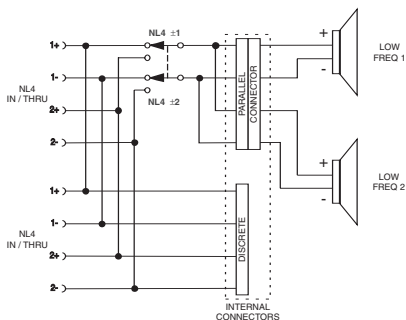 NL4 ±1
1+
1-
NL4
IN / THRU
2+
NL4 ±2
2-
PARALLEL
CONNECTOR
+
-
LOW
FREQ 1
+
-
LOW
FREQ 2
1+
1-
NL4
IN / THRU
2+
2-
DISCRETE
INTERNAL
CONNECTORS